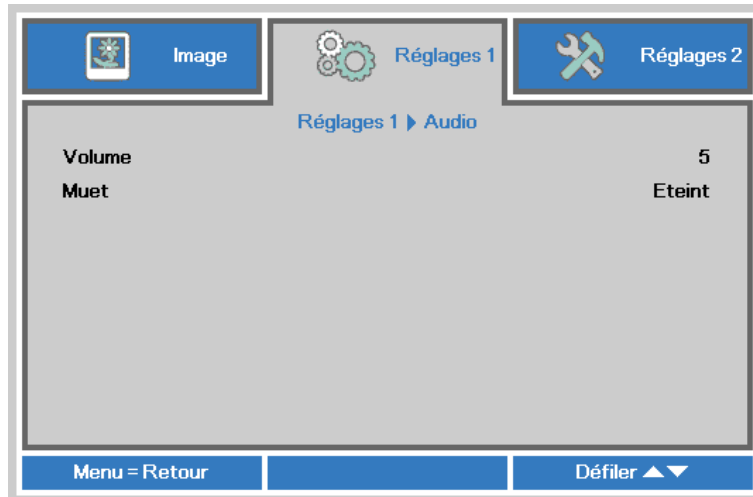 Image
Réglages 1
Réglages 2
Réglages 1 ▶ Audio
Volume 5
Muet Eteint
Menu = Retour
Défiler ▲▼